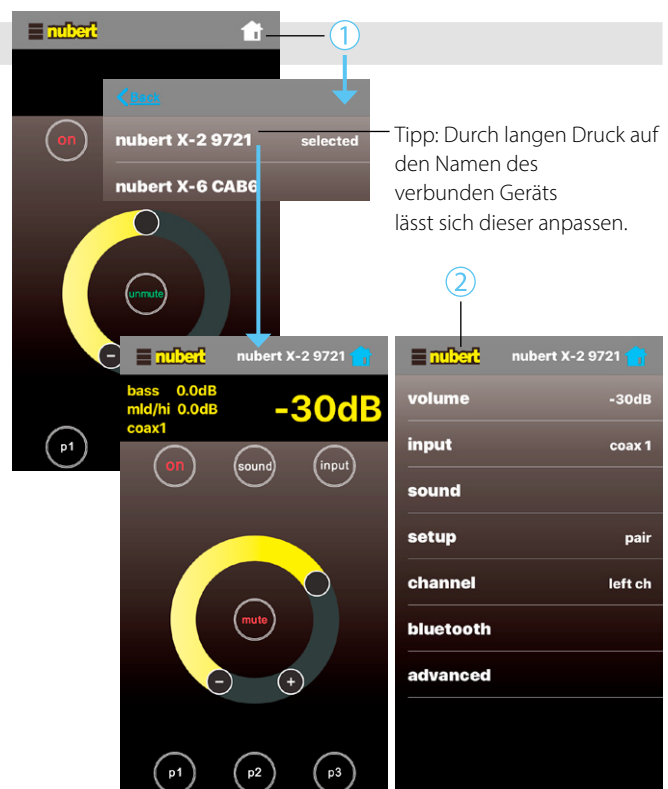 nubert
1
Back
on
nubert X-2 9721 selected
nubert X-6 CAB6
Tipp: Durch langen Druck auf
den Namen des
verbunden Geräts
lässt sich dieser anpassen.
unmute
−
p1
2
nubert nubert X-2 9721
bass 0.0dB
mid/hi 0.0dB
coax1
-30dB
on sound input
mute
− +
p1 p2 p3
nubert nubert X-2 9721
volume -30dB
input coax 1
sound
setup pair
channel left ch
bluetooth
advanced